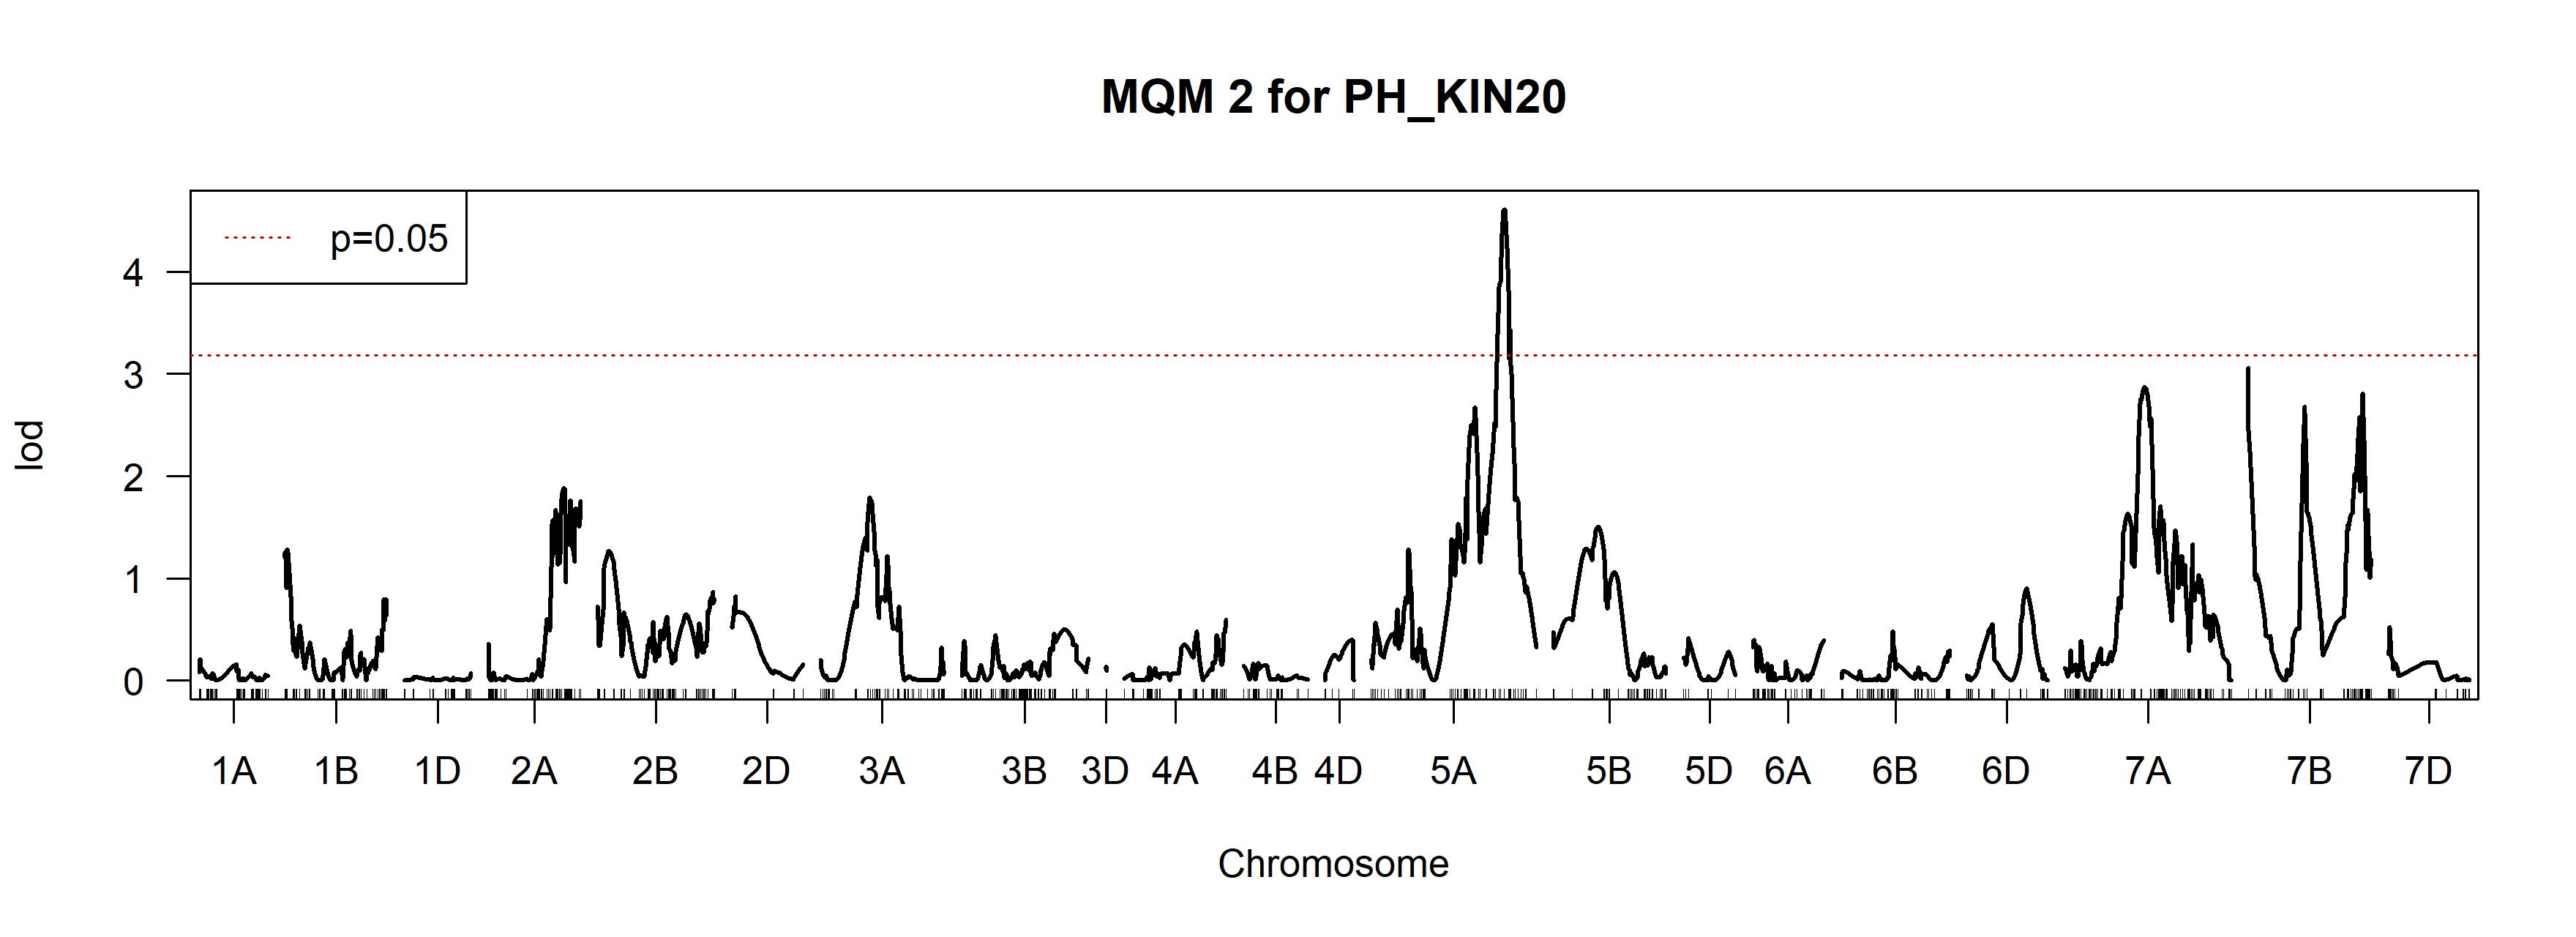 MQM 2 for PH_KIN20
p=0.05
4
3
2
1
0
lod
1A 1B 1D 2A 2B 2D 3A 3B 3D 4A 4B 4D 5A 5B 5D 6A 6B 6D 7A 7B 7D
Chromosome